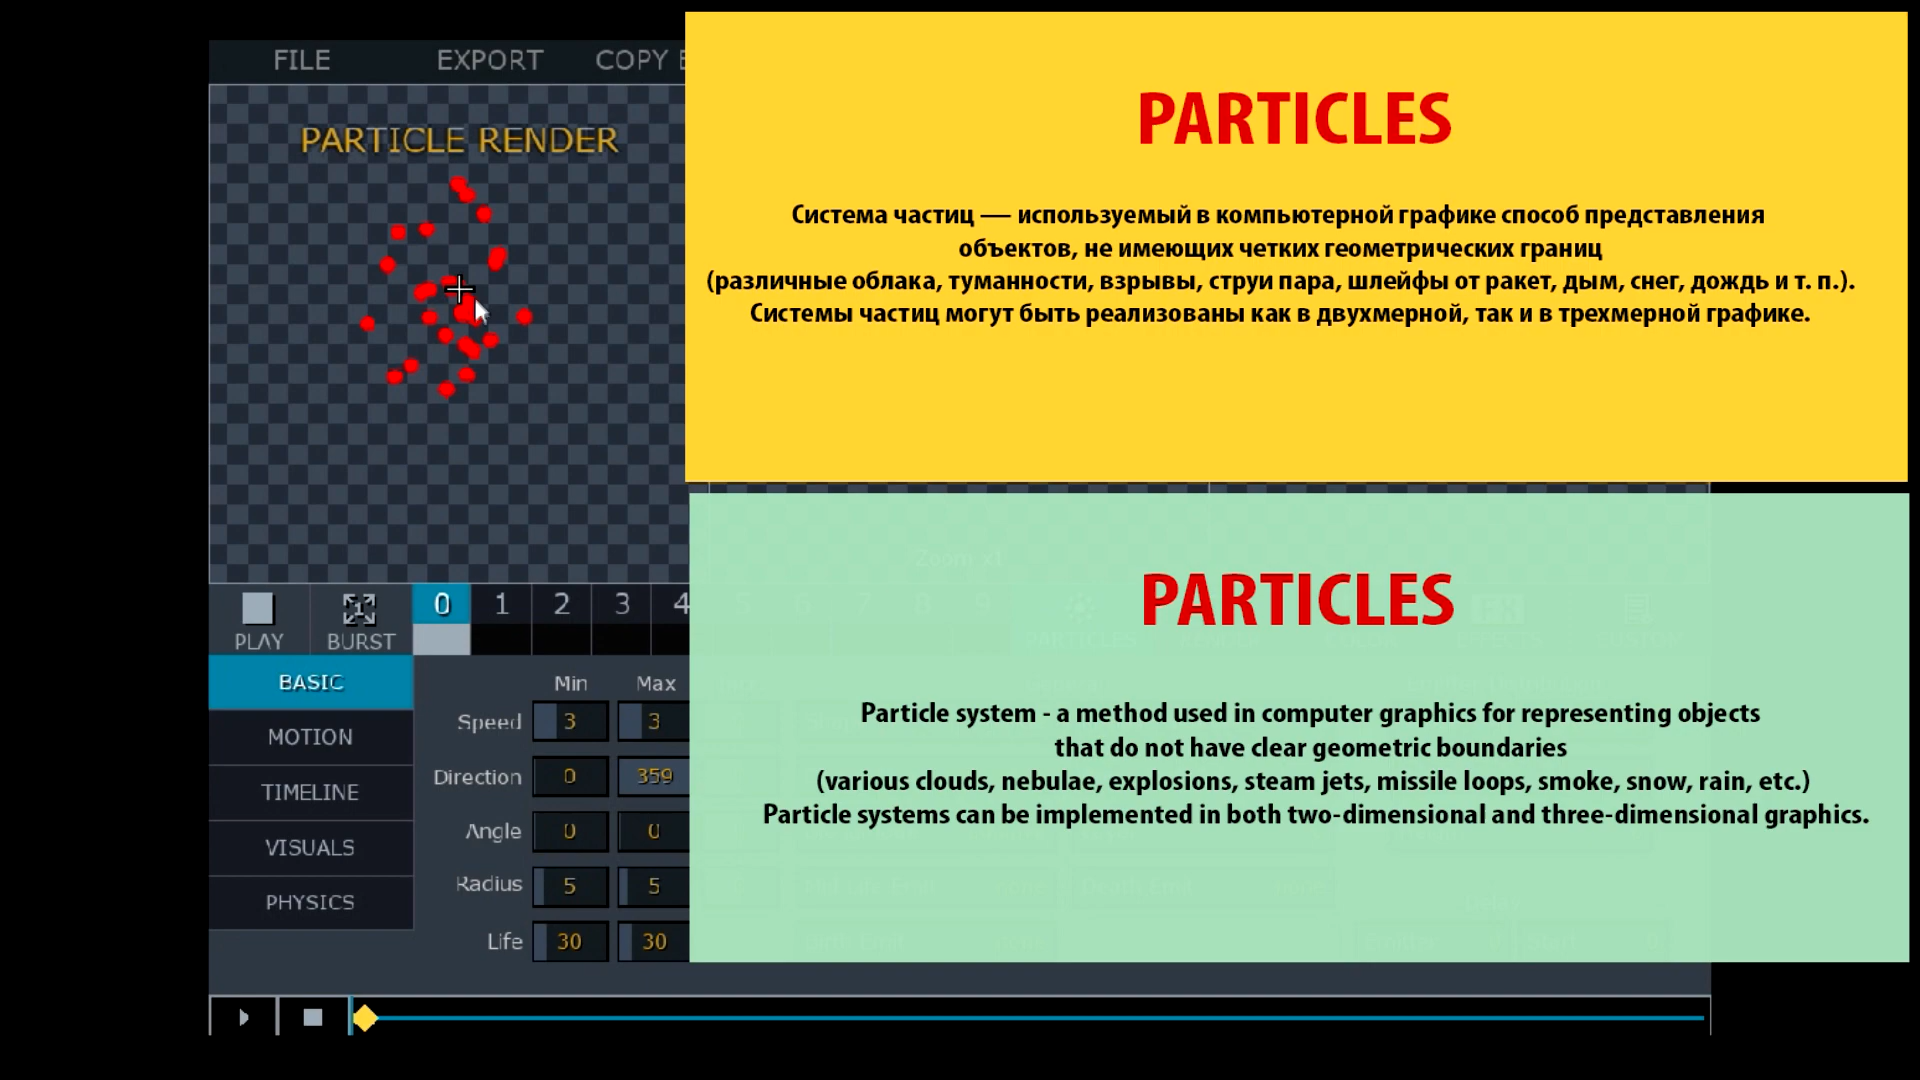 FILE
EXPORT
COPY
PARTICLE RENDER
PARTICLES
Система частиц — используемый в компьютерной графике способ представления
объектов, не имеющих четких геометрических границ
(различные облака, туманности, взрывы, струи пара, шлейфы от ракет, дым, снег, дождь и т. п.).
Системы частиц могут быть реализованы как в двухмерной, так и в трехмерной графике.
Zoom x1
PARTICLES
Particle system - a method used in computer graphics for representing objects
that do not have clear geometric boundaries
(various clouds, nebulae, explosions, steam jets, missile loops, smoke, snow, rain, etc.)
Particle systems can be implemented in both two-dimensional and three-dimensional graphics.
PLAY
1
BURST
0 1 2 3 4
BASIC
MOTION
TIMELINE
VISUALS
PHYSICS
Min Max
Speed 3 3
Direction 0 359
Angle 0 0
Radius 5 5
Life 30 30